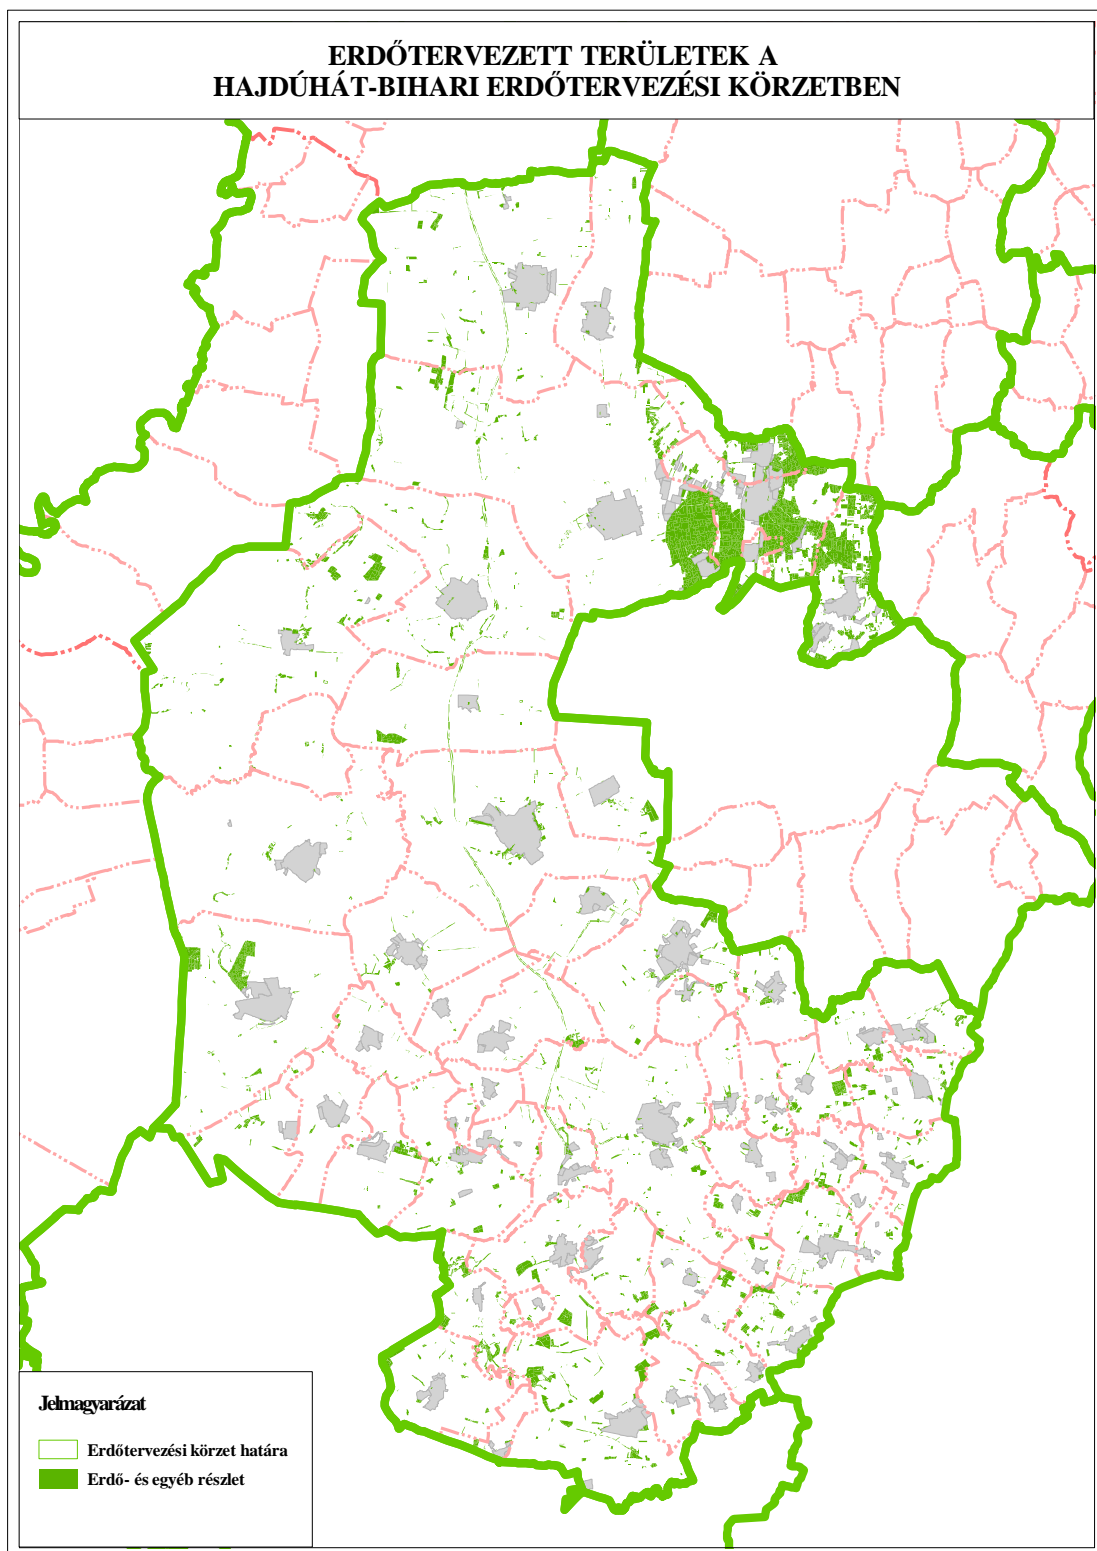 ERDŐTERVEZETT TERÜLETEK A
HAJDÚHÁT-BIHARI ERDŐTERVEZÉSI KÖRZETBEN
Jelmagyarázat
Erdőtervezési körzet határa
Erdő- és egyéb részlet